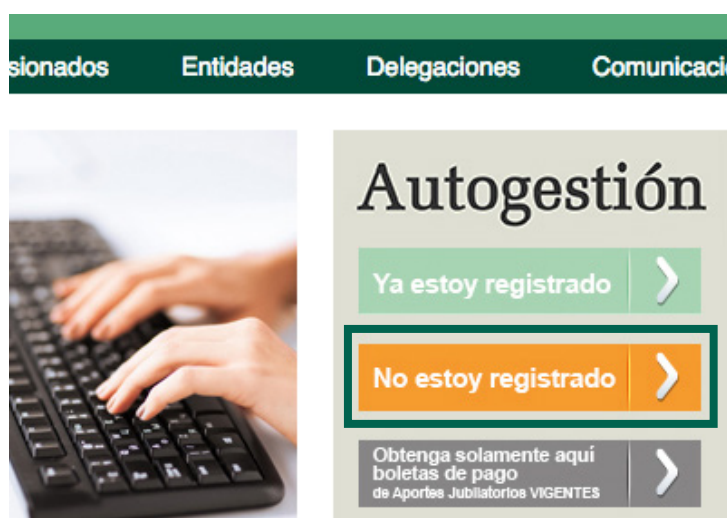 sionados Entidades Delegaciones Comunicaci
Autogestión
Ya estoy registrado
No estoy registrado
Obtenga solamente aquí
boletas de pago
de Aportes Jubilatorios VIGENTES